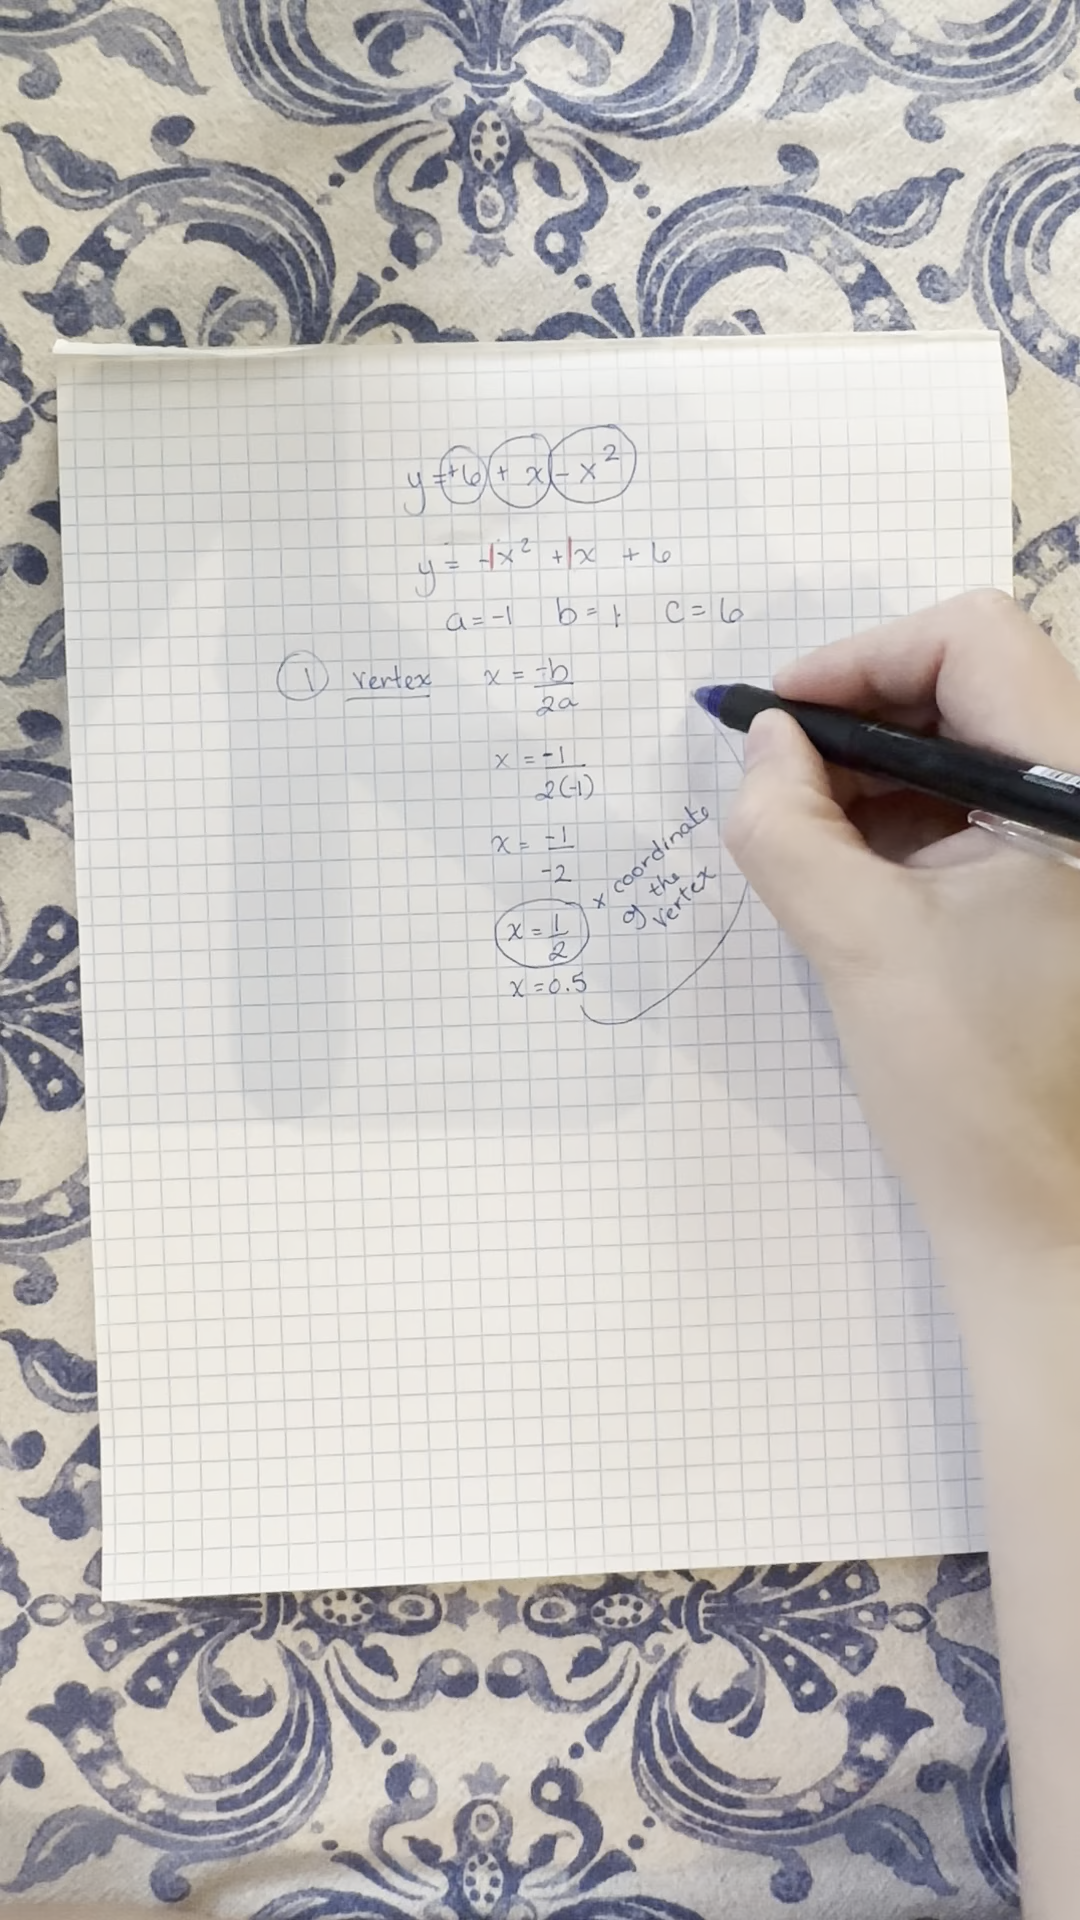 y = +6 + x - x²
y = -1x² + 1x + 6
a = -1 b = 1 c = 6
① vertex x = -b/2a
x = -1/2(-1)
x = -1/-2
x = 1/2
x coordinate
of the
vertex
x = 0.5